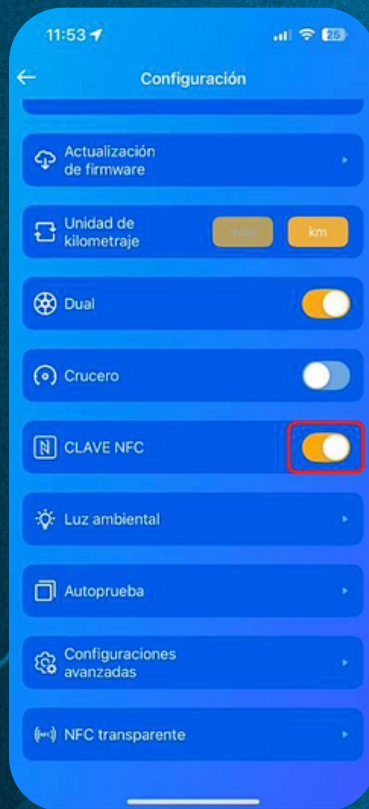 11:53
26
Configuración
Actualización
de firmware
Unidad de
kilometraje
km
Dual
Crucero
CLAVE NFC
Luz ambiental
Autoprueba
Configuraciones
avanzadas
NFC transparente